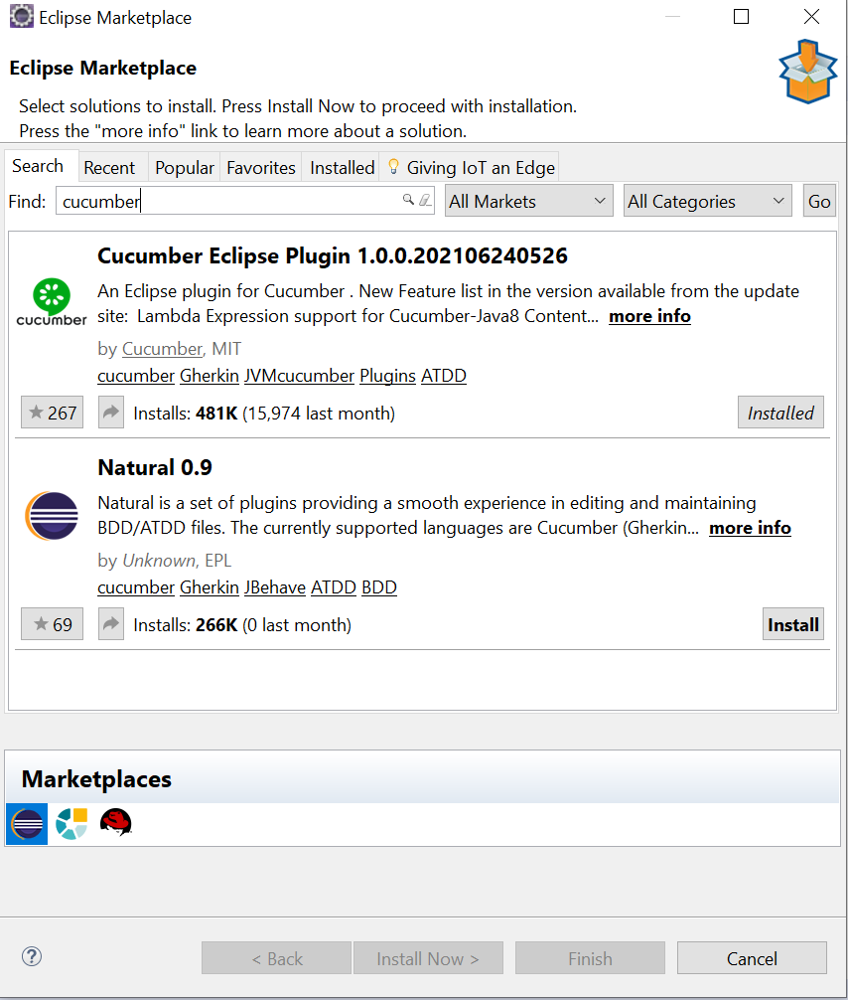 Eclipse Marketplace
Eclipse Marketplace
Select solutions to install. Press Install Now to proceed with installation.
Press the "more info" link to learn more about a solution.
Search Recent Popular Favorites Installed Giving IoT an Edge
Find: cucumber All Markets All Categories Go
Cucumber Eclipse Plugin 1.0.0.202106240526
An Eclipse plugin for Cucumber . New Feature list in the version available from the update
site: Lambda Expression support for Cucumber-Java8 Content... more info
cucumber
by Cucumber, MIT
cucumber Gherkin JVMcucumber Plugins ATDD
267 Installs: 481K (15,974 last month) Installed
Natural 0.9
Natural is a set of plugins providing a smooth experience in editing and maintaining
BDD/ATDD files. The currently supported languages are Cucumber (Gherkin... more info
by Unknown, EPL
cucumber Gherkin JBehave ATDD BDD
69 Installs: 266K (0 last month) Install
Marketplaces
? < Back Install Now > Finish Cancel